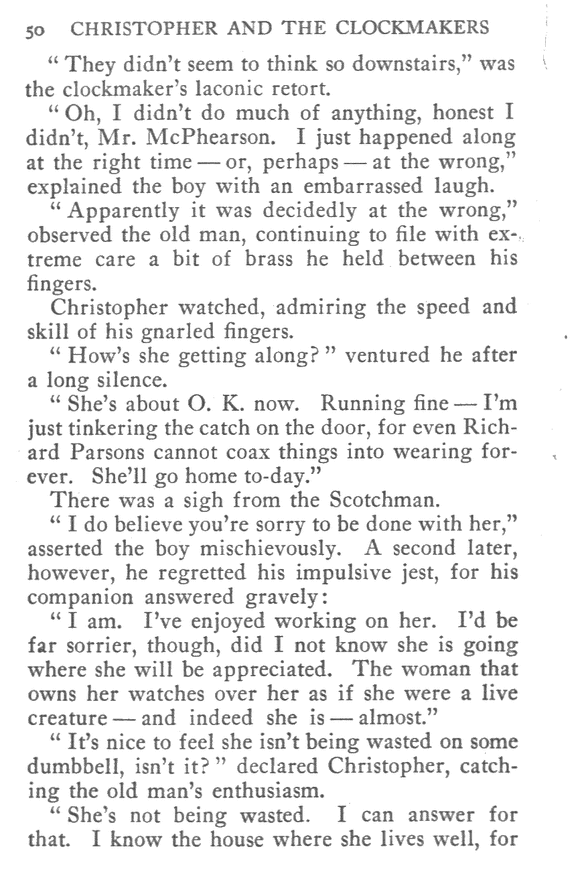 50 CHRISTOPHER AND THE CLOCKMAKERS
“ They didn’t seem to think so downstairs,” was
the clockmaker’s laconic retort.
“ Oh, I didn’t do much of anything, honest I
didn’t, Mr. McPhearson. I just happened along
at the right time — or, perhaps — at the wrong,”
explained the boy with an embarrassed laugh.
“ Apparently it was decidedly at the wrong,”
observed the old man, continuing to file with ex-
treme care a bit of brass he held between his
fingers.
Christopher watched, admiring the speed and
skill of his gnarled fingers.
“ How’s she getting along? ” ventured he after
a long silence.
“ She’s about O. K. now. Running fine — I’m
just tinkering the catch on the door, for even Rich-
ard Parsons cannot coax things into wearing for-
ever. She’ll go home to-day.”
There was a sigh from the Scotchman.
“ I do believe you’re sorry to be done with her,”
asserted the boy mischievously. A second later,
however, he regretted his impulsive jest, for his
companion answered gravely:
“ I am. I’ve enjoyed working on her. I’d be
far sorrier, though, did I not know she is going
where she will be appreciated. The woman that
owns her watches over her as if she were a live
creature — and indeed she is — almost.”
“ It’s nice to feel she isn’t being wasted on some
dumbbell, isn’t it? ” declared Christopher, catch-
ing the old man’s enthusiasm.
“ She’s not being wasted. I can answer for
that. I know the house where she lives well, for